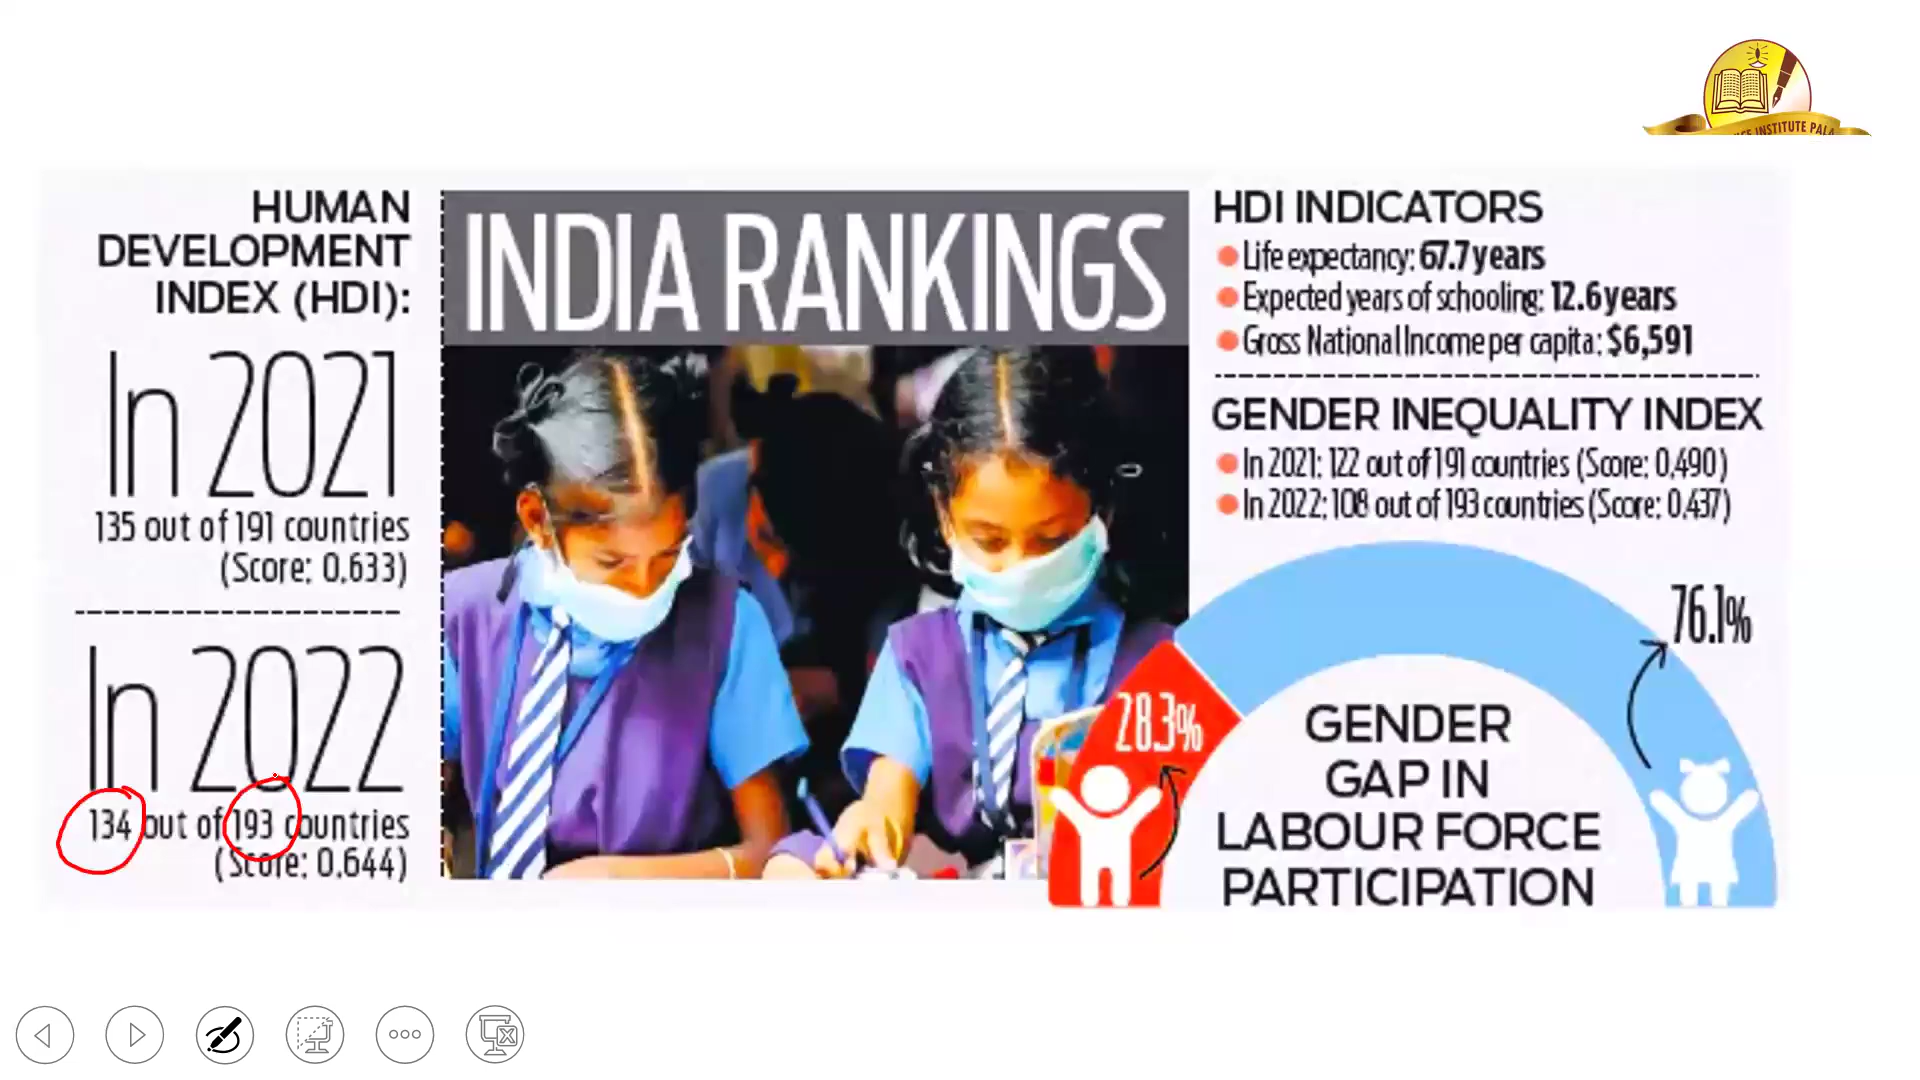 INSTITUTE PALA
HUMAN
DEVELOPMENT
INDEX (HDI):
In 2021
135 out of 191 countries
(Score: 0.633)
In 2022
134 out of 193 countries
(Score: 0.644)
INDIA RANKINGS
HDI INDICATORS
Life expectancy: 67.7 years
Expected years of schooling: 12.6 years
Gross National Income per capita: $6,591
GENDER INEQUALITY INDEX
In 2021: 122 out of 191 countries (Score: 0.490)
In 2022: 108 out of 193 countries (Score: 0.437)
76.1%
28.3%
GENDER
GAP IN
LABOUR FORCE
PARTICIPATION